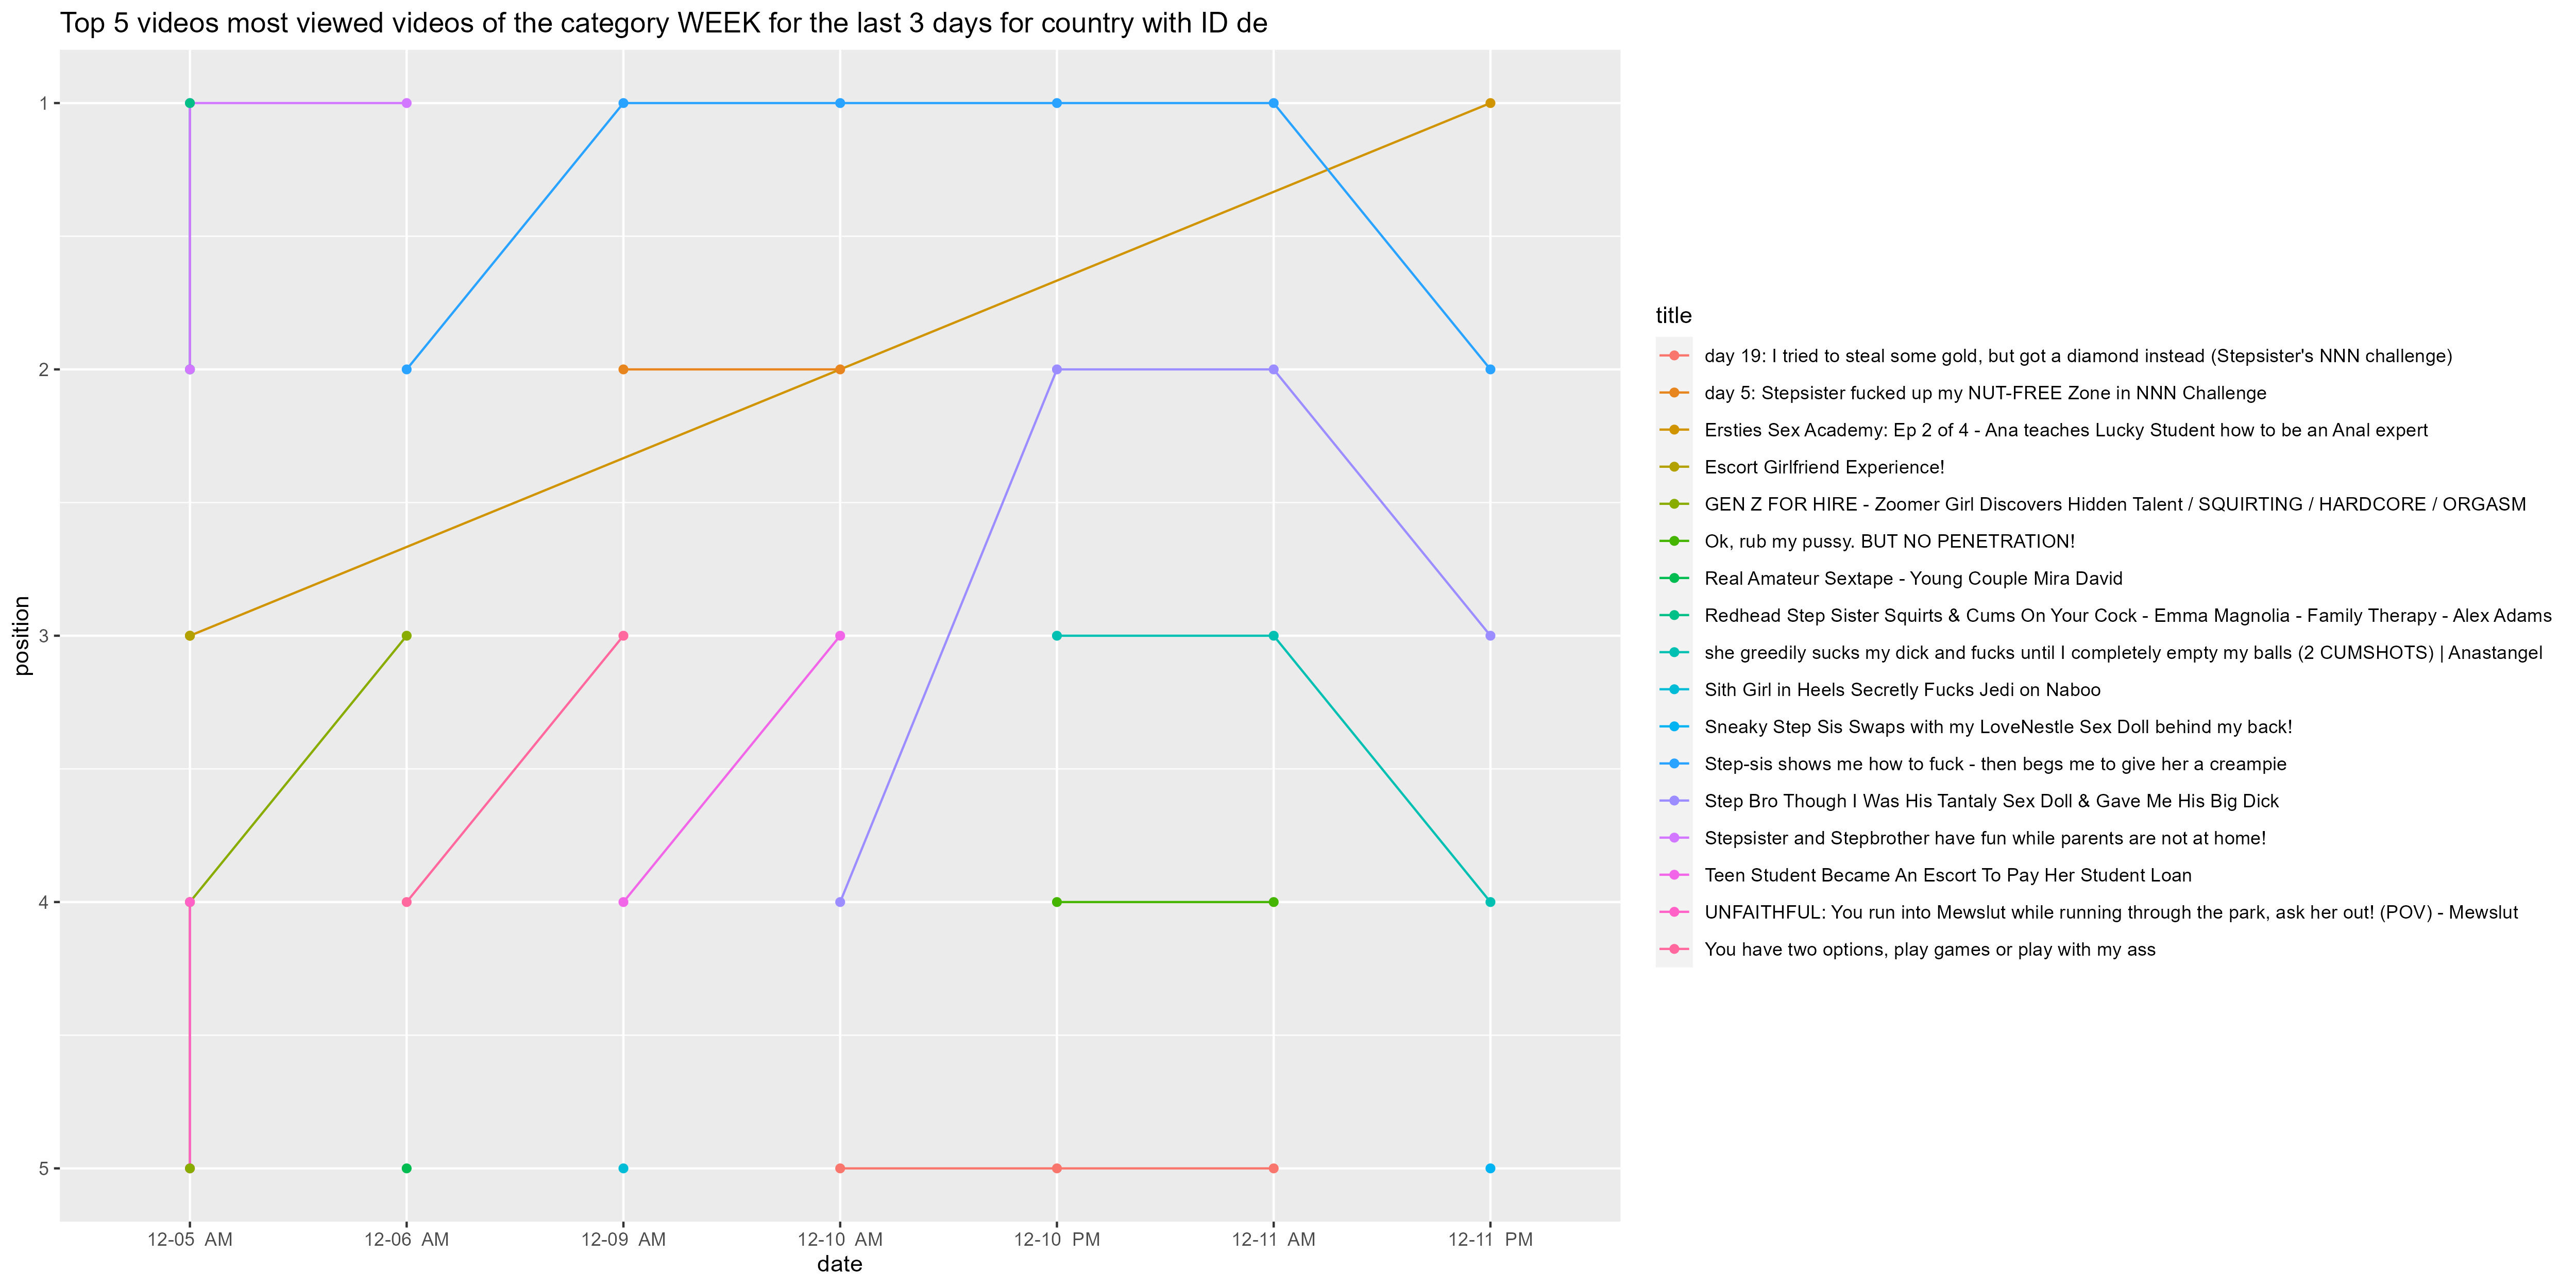 Top 5 videos most viewed videos of the category WEEK for the last 3 days for country with ID de
position
1
2
3
4
5
12-05 AM
12-06 AM
12-09 AM
12-10 AM
12-10 PM
12-11 AM
12-11 PM
date
title
day 19: I tried to steal some gold, but got a diamond instead (Stepsister's NNN challenge)
day 5: Stepsister fucked up my NUT-FREE Zone in NNN Challenge
Ersties Sex Academy: Ep 2 of 4 - Ana teaches Lucky Student how to be an Anal expert
Escort Girlfriend Experience!
GEN Z FOR HIRE - Zoomer Girl Discovers Hidden Talent / SQUIRTING / HARDCORE / ORGASM
Ok, rub my pussy. BUT NO PENETRATION!
Real Amateur Sextape - Young Couple Mira David
Redhead Step Sister Squirts & Cums On Your Cock - Emma Magnolia - Family Therapy - Alex Adams
she greedily sucks my dick and fucks until I completely empty my balls (2 CUMSHOTS) | Anastangel
Sith Girl in Heels Secretly Fucks Jedi on Naboo
Sneaky Step Sis Swaps with my LoveNestle Sex Doll behind my back!
Step-sis shows me how to fuck - then begs me to give her a creampie
Step Bro Though I Was His Tantaly Sex Doll & Gave Me His Big Dick
Stepsister and Stepbrother have fun while parents are not at home!
Teen Student Became An Escort To Pay Her Student Loan
UNFAITHFUL: You run into Mewslut while running through the park, ask her out! (POV) - Mewslut
You have two options, play games or play with my ass